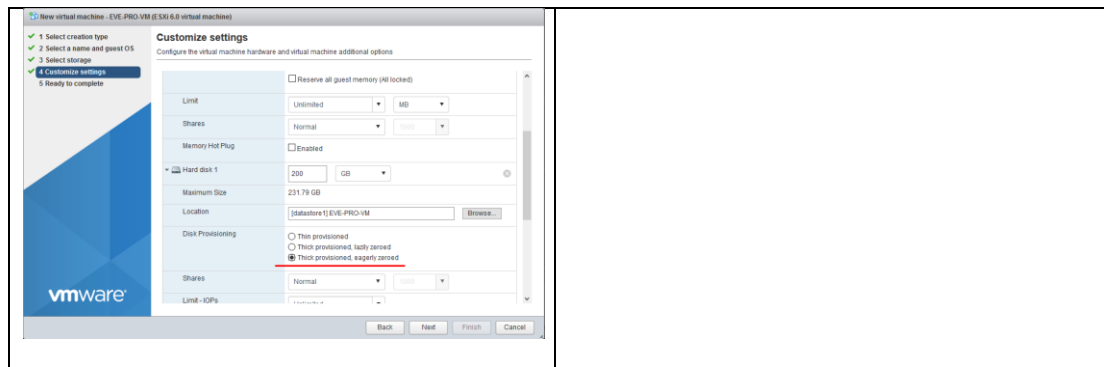 New virtual machine - EVE-PRO-VM (ESXi 6.0 virtual machine)
1 Select creation type
2 Select a name and guest OS
3 Select storage
4 Customize settings
5 Ready to complete
Customize settings
Configure the virtual machine hardware and virtual machine additional options
Reserve all guest memory (All locked)
Limit
Unlimited
MB
Shares
Normal
Memory Hot Plug
Enabled
Hard disk 1
200
GB
Maximum Size
231.79 GB
Location
[datastore1] EVE-PRO-VM
Browse...
Disk Provisioning
Thin provisioned
Thick provisioned, lazily zeroed
Thick provisioned, eagerly zeroed
Shares
Normal
Limit - IOPs
vmware
Back
Next
Finish
Cancel